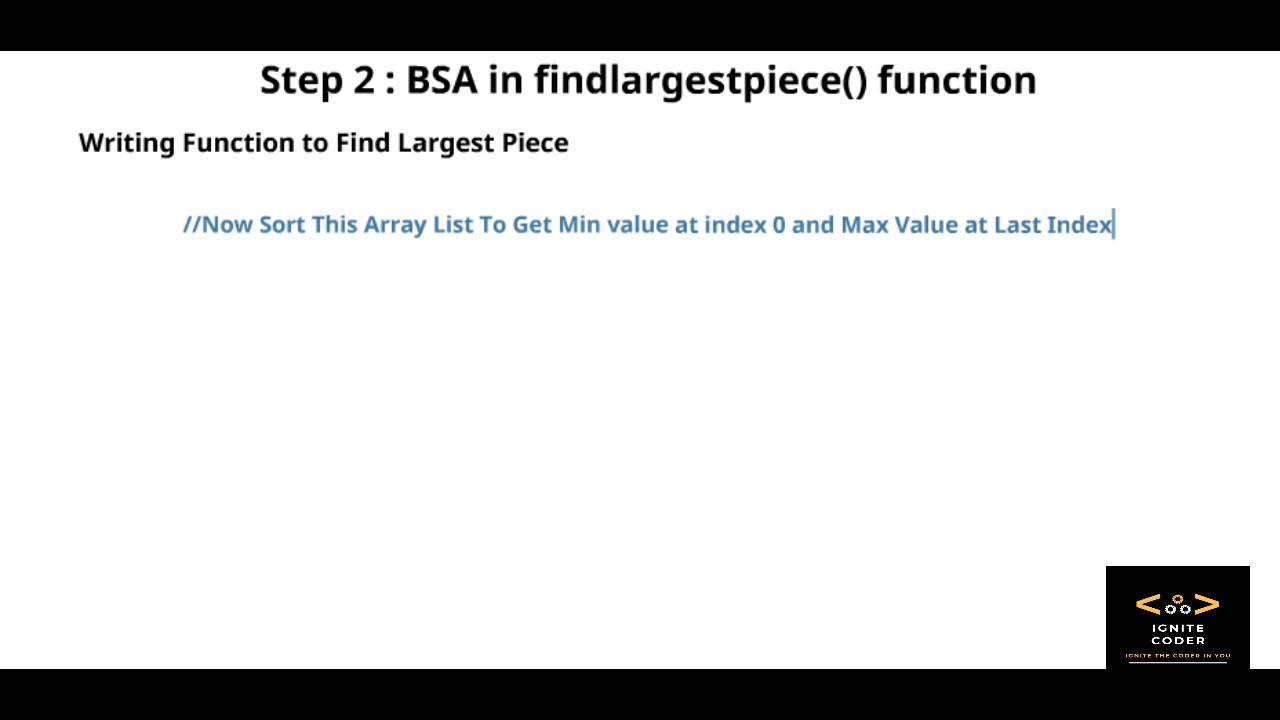 Step 2 : BSA in findlargestpiece() function
Writing Function to Find Largest Piece
//Now Sort This Array List To Get Min value at index 0 and Max Value at Last Index
IGNITE
CODER
IGNITE THE CODER IN YOU